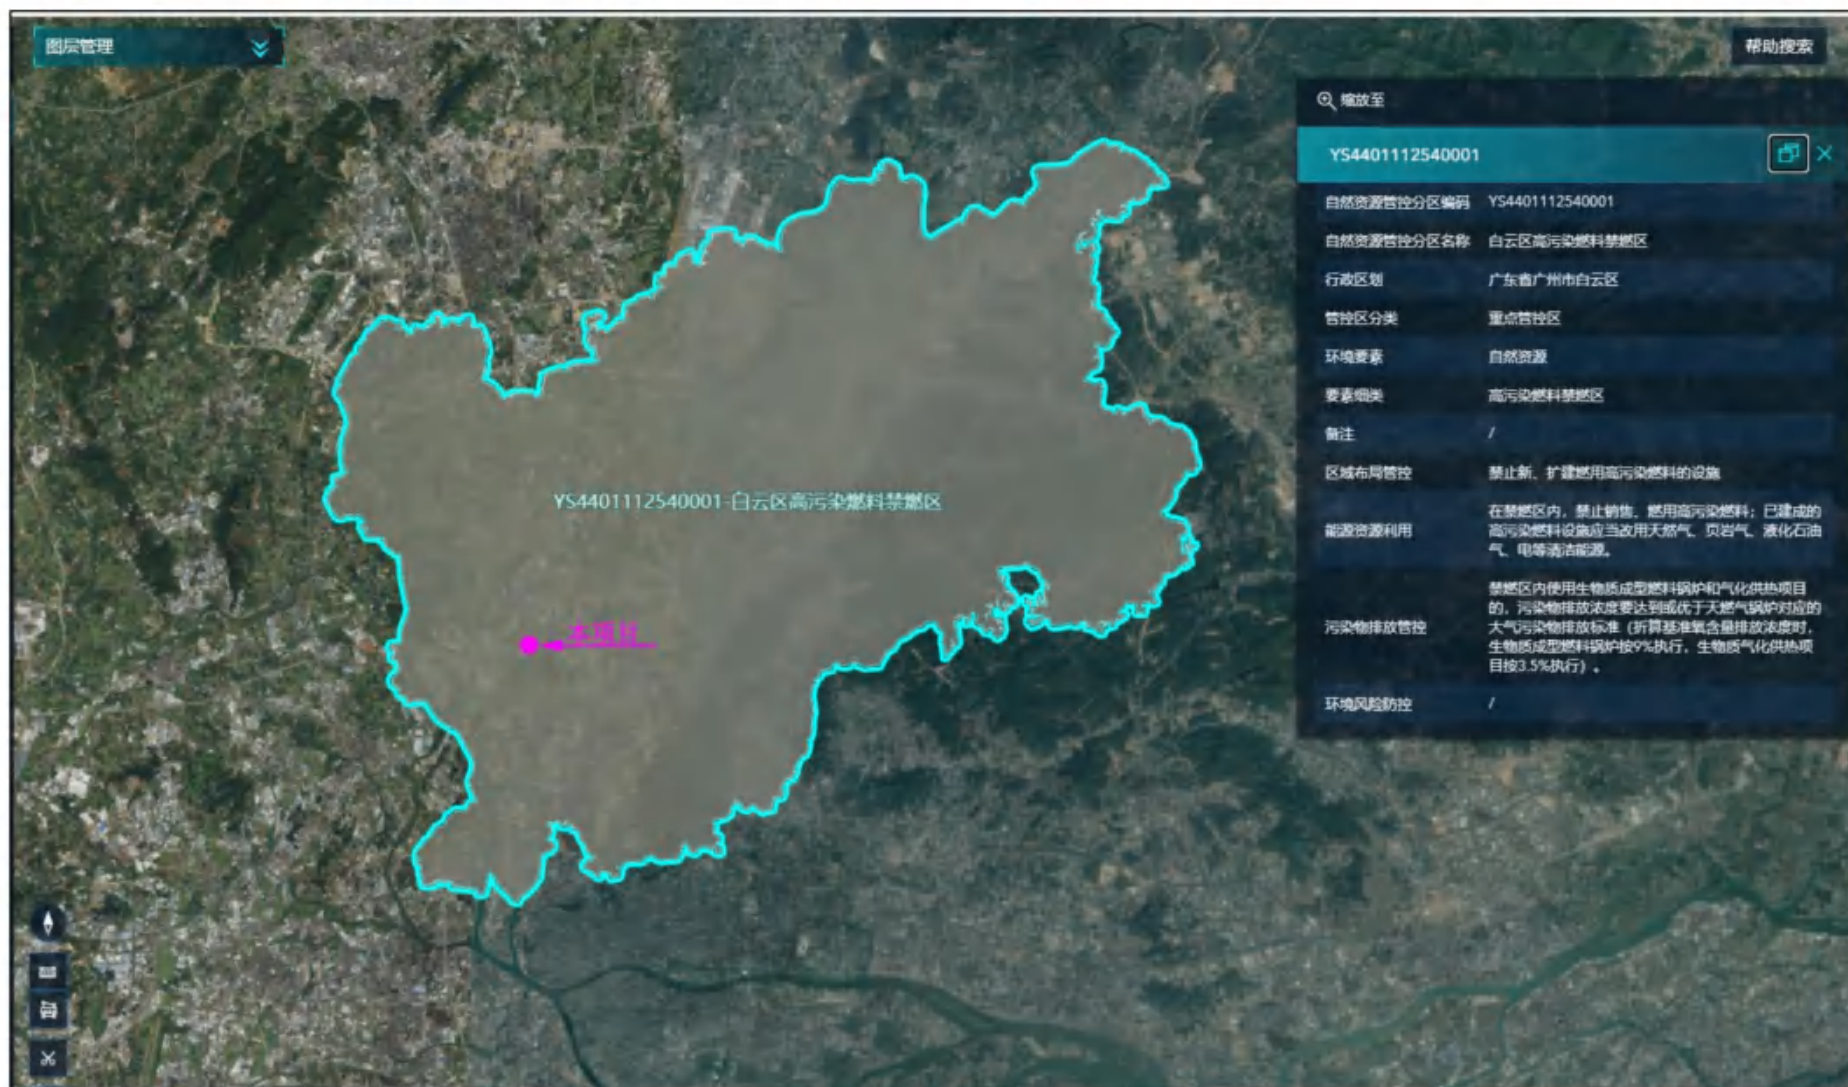 图层管理
帮助搜索
缩放至
YS4401112540001
自然资源管控分区编码 YS4401112540001
自然资源管控分区名称 白云区高污染燃料禁燃区
行政区划 广东省广州市白云区
管控区分类 重点管控区
环境要素 自然资源
要素细类 高污染燃料禁燃区
备注 /
区域布局管控 禁止新、扩建燃用高污染燃料的设施
能源资源利用 在禁燃区内，禁止销售、燃用高污染燃料；已建成的
高污染燃料设施应当改用天然气、页岩气、液化石油
气、电等清洁能源。
污染物排放管控 禁燃区内使用生物质成型燃料锅炉和气化供热项目
的，污染物排放浓度要达到或优于天燃气锅炉对应的
大气污染物排放标准（折算基准氧含量排放浓度时，
生物质成型燃料锅炉按9%执行，生物质气化供热项
目按3.5%执行）。
环境风险防控 /
YS4401112540001-白云区高污染燃料禁燃区
本项目